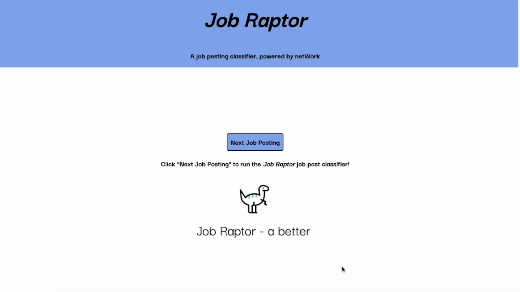 Job Raptor
A job posting classifier, powered by netWork
Next Job Posting
Click "Next Job Posting" to run the Job Raptor job post classifier!
Job Raptor - a better